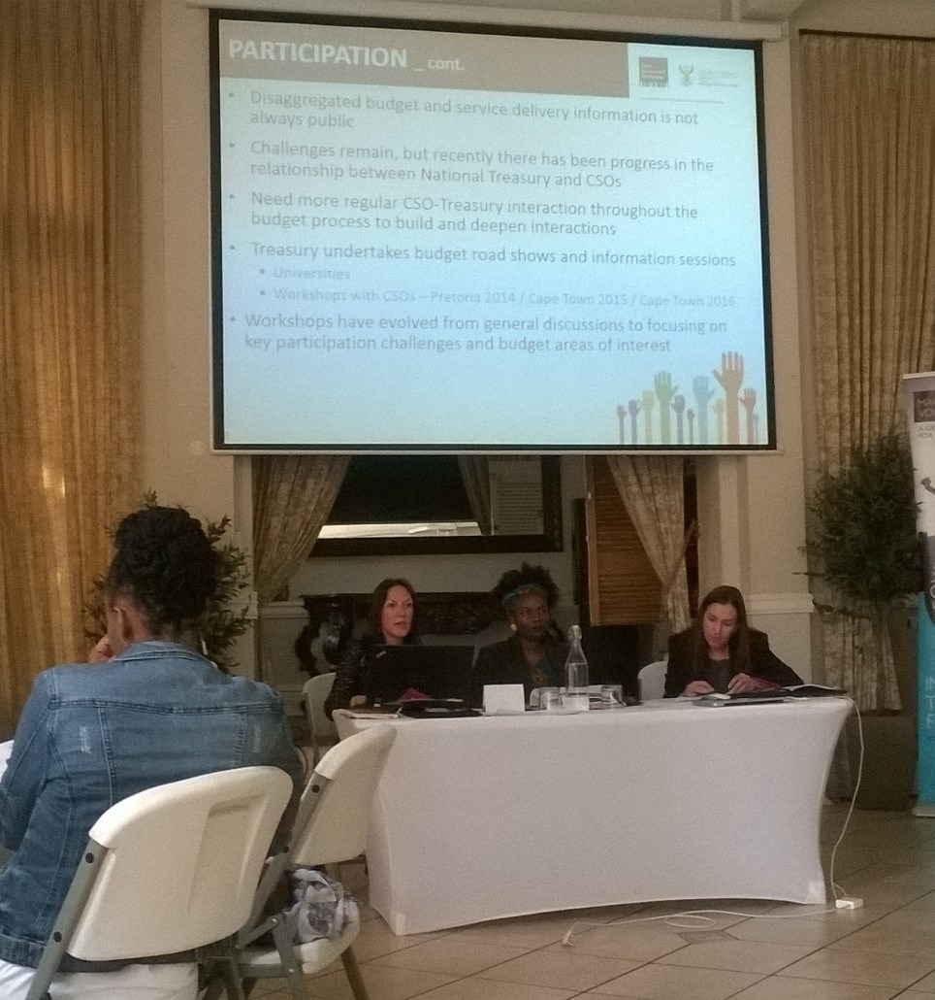 PARTICIPATION _ cont.
• Disaggregated budget and service delivery information is not
always public
• Challenges remain, but recently there has been progress in the
relationship between National Treasury and CSOs
• Need more regular CSO-Treasury interaction throughout the
budget process to build and deepen interactions
• Treasury undertakes budget road shows and information sessions
• Universities
• Workshops with CSOs – Pretoria 2014 / Cape Town 2015 / Cape Town 2016
• Workshops have evolved from general discussions to focusing on
key participation challenges and budget areas of interest